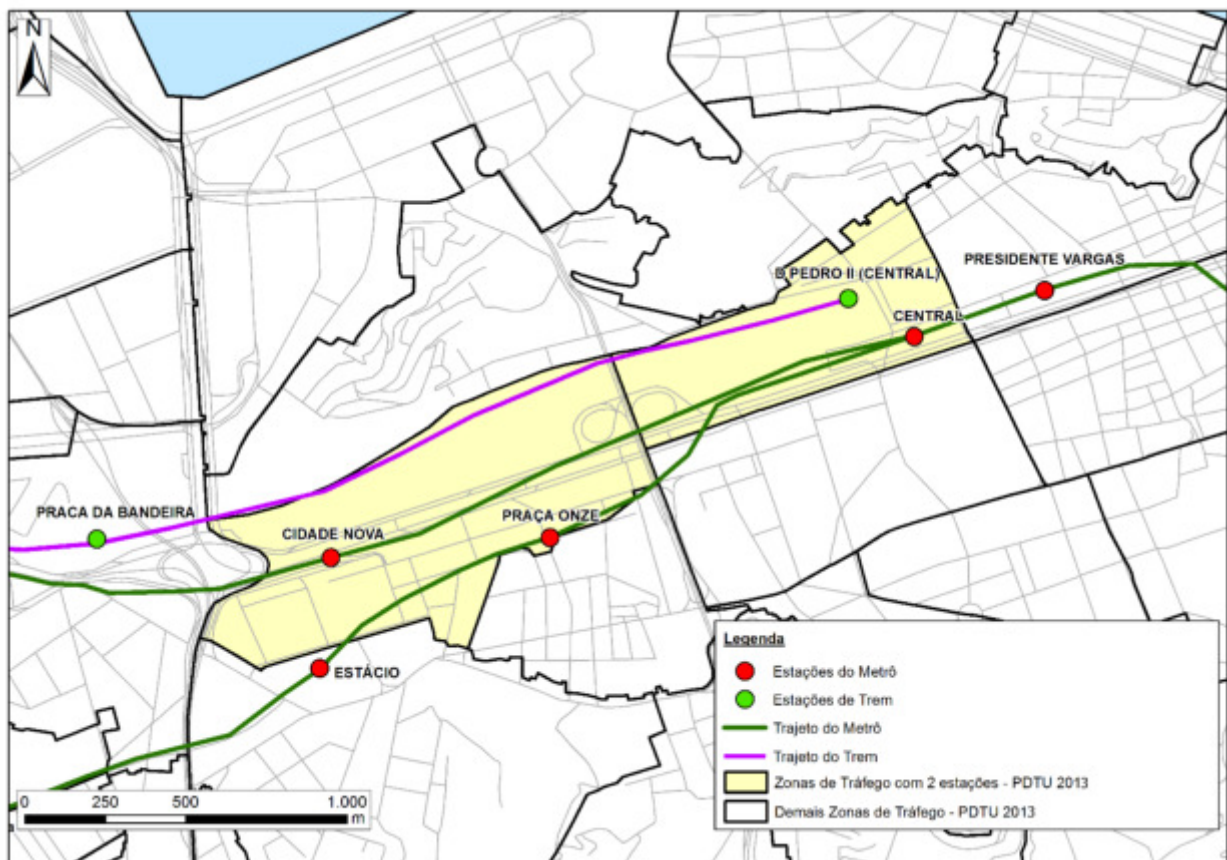 N
PRESIDENTE VARGAS
D PEDRO II (CENTRAL)
CENTRAL
PRACA DA BANDEIRA
CIDADE NOVA
PRAÇA ONZE
ESTÁCIO
Legenda
Estações do Metrô
Estações de Trem
Trajeto do Metrô
Trajeto do Trem
Zonas de Tráfego com 2 estações - PDTU 2013
Demais Zonas de Tráfego - PDTU 2013
0 250 500 1.000
m